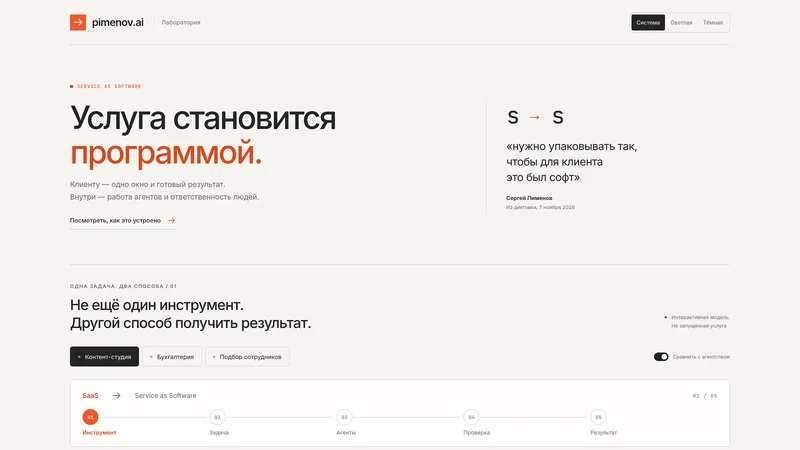 pimenov.ai
Лаборатория
Система
Светлая
Тёмная
SERVICE AS SOFTWARE
Услуга становится
программой.
Клиенту — одно окно и готовый результат.
Внутри — работа агентов и ответственность людей.
Посмотреть, как это устроено →
S → S
«нужно упаковывать так,
чтобы для клиента
это был софт»
Сергей Пименов
Из диктовки, 7 ноября 2026
ОДНА ЗАДАЧА. ДВА СПОСОБА / 01
Не ещё один инструмент.
Другой способ получить результат.
Интерактивная модель.
Не запущенная услуга
Контент-студия
Бухгалтерия
Подбор сотрудников
Сравнить с агентством
SaaS → Service as Software
01 / 05
01
02
03
04
05
Инструмент
Задача
Агенты
Проверка
Результат